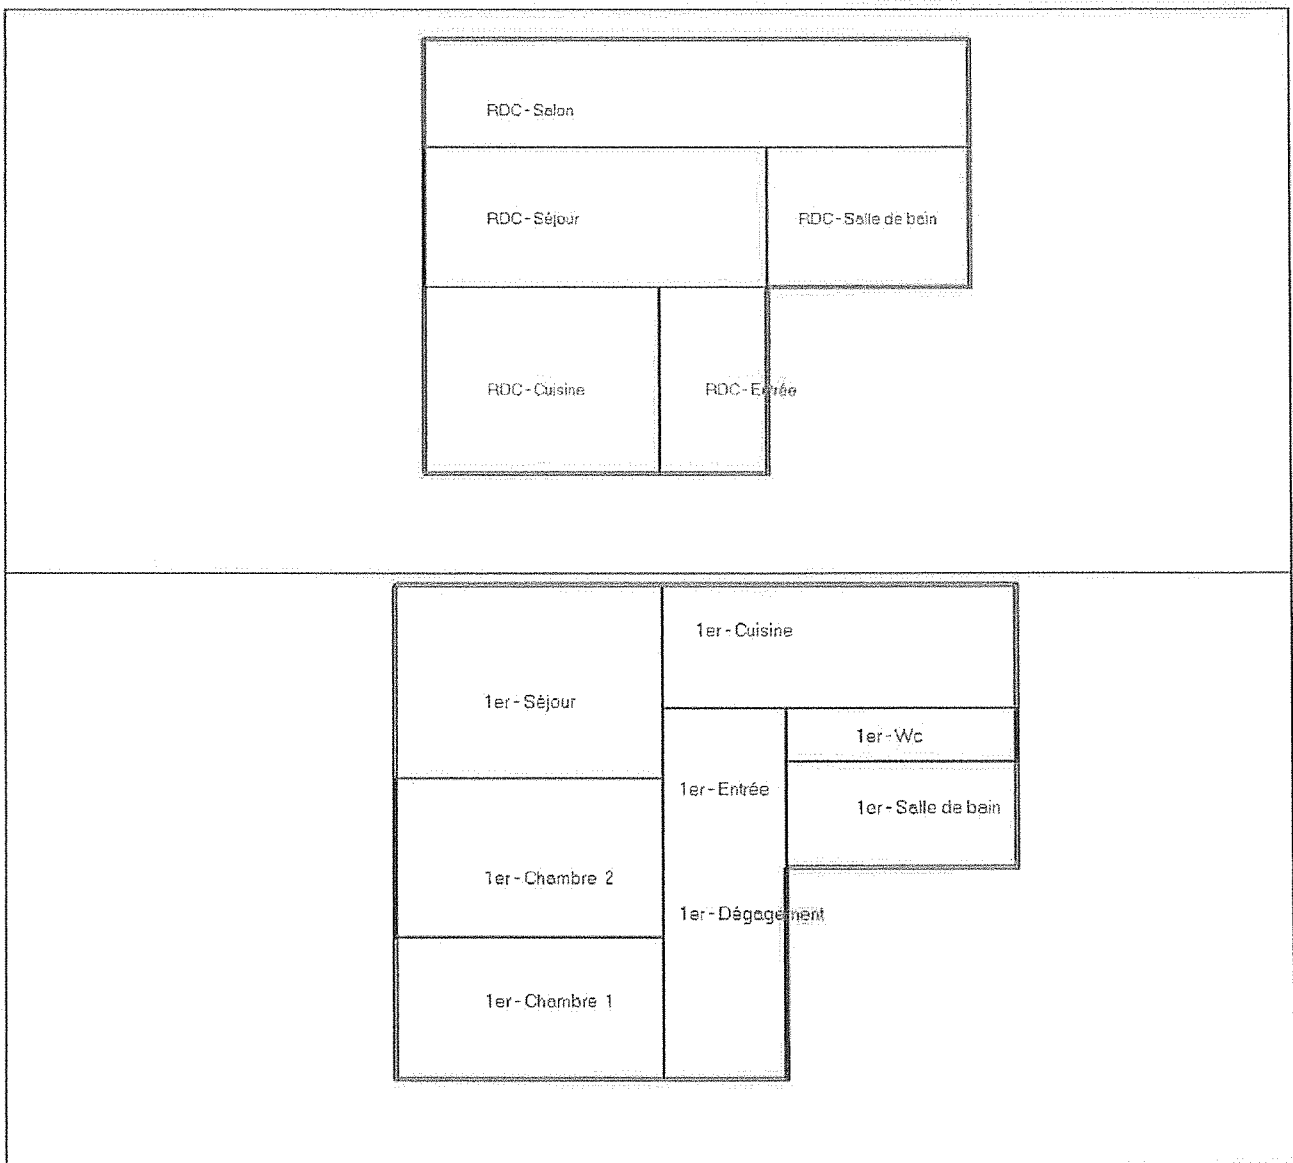 RDC-Salon
RDC-Séjour
RDC-Salle de bain
RDC-Cuisine
RDC-Entrée
1er-Cuisine
1er-Séjour
1er-Wc
1er-Entrée
1er-Salle de bain
1er-Chambre 2
1er-Dégagement
1er-Chambre 1